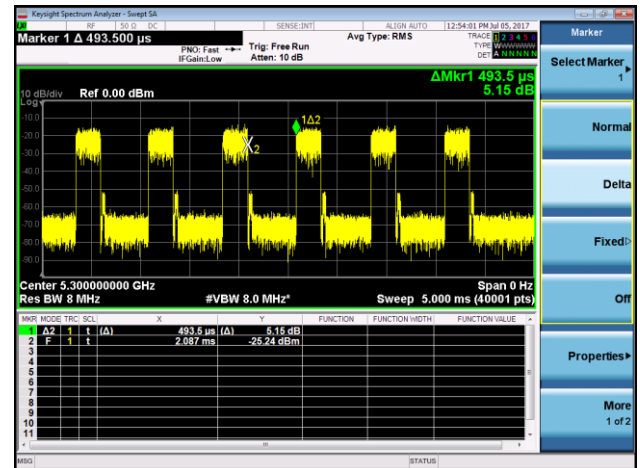 Keysight Spectrum Analyzer - Swept SA
RF 50 Ω DC SENSE:INT ALIGN AUTO 12:54:01 PM Jul 05, 2017
Marker 1 Δ 493.500 μs
PNO: Fast
IFGain:Low
Trig: Free Run
Atten: 10 dB
Avg Type: RMS
TRACE 1 2 3 4 5 6
TYPE WWWWWW
DET A N N N N N
ΔMkr1 493.5 μs
5.15 dB
10 dB/div Ref 0.00 dBm
Log
-10.0
1Δ2
-20.0
-30.0
X2
-40.0
-50.0
-60.0
-70.0
-80.0
-90.0
Center 5.300000000 GHz Span 0 Hz
Res BW 8 MHz #VBW 8.0 MHz* Sweep 5.000 ms (40001 pts)
MKR MODE TRC SCL X Y FUNCTION FUNCTION WIDTH FUNCTION VALUE
1 Δ2 1 t (Δ) 493.5 μs (Δ) 5.15 dB
2 F 1 t 2.087 ms -25.24 dBm
3
4
5
6
7
8
9
10
11
MSG STATUS
Marker
Select Marker
1
Normal
Delta
Fixed
Off
Properties
More
1 of 2